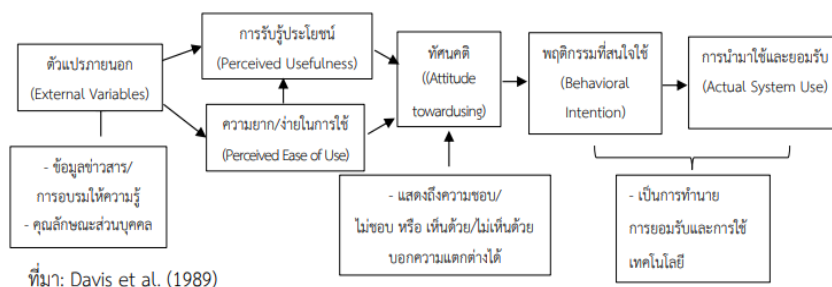 ตัวแปรภายนอก
(External Variables)
การรับรู้ประโยชน์
(Perceived Usefulness)
ความยาก/ง่ายในการใช้
(Perceived Ease of Use)
ทัศนคติ
((Attitude
towardusing)
พฤติกรรมที่สนใจใช้
(Behavioral
Intention)
การนำมาใช้และยอมรับ
(Actual System Use)
- ข้อมูลข่าวสาร/
การอบรมให้ความรู้
- คุณลักษณะส่วนบุคคล
- แสดงถึงความชอบ/
ไม่ชอบ หรือ เห็นด้วย/ไม่เห็นด้วย
บอกความแตกต่างได้
- เป็นการทำนาย
การยอมรับและการใช้
เทคโนโลยี
ที่มา: Davis et al. (1989)